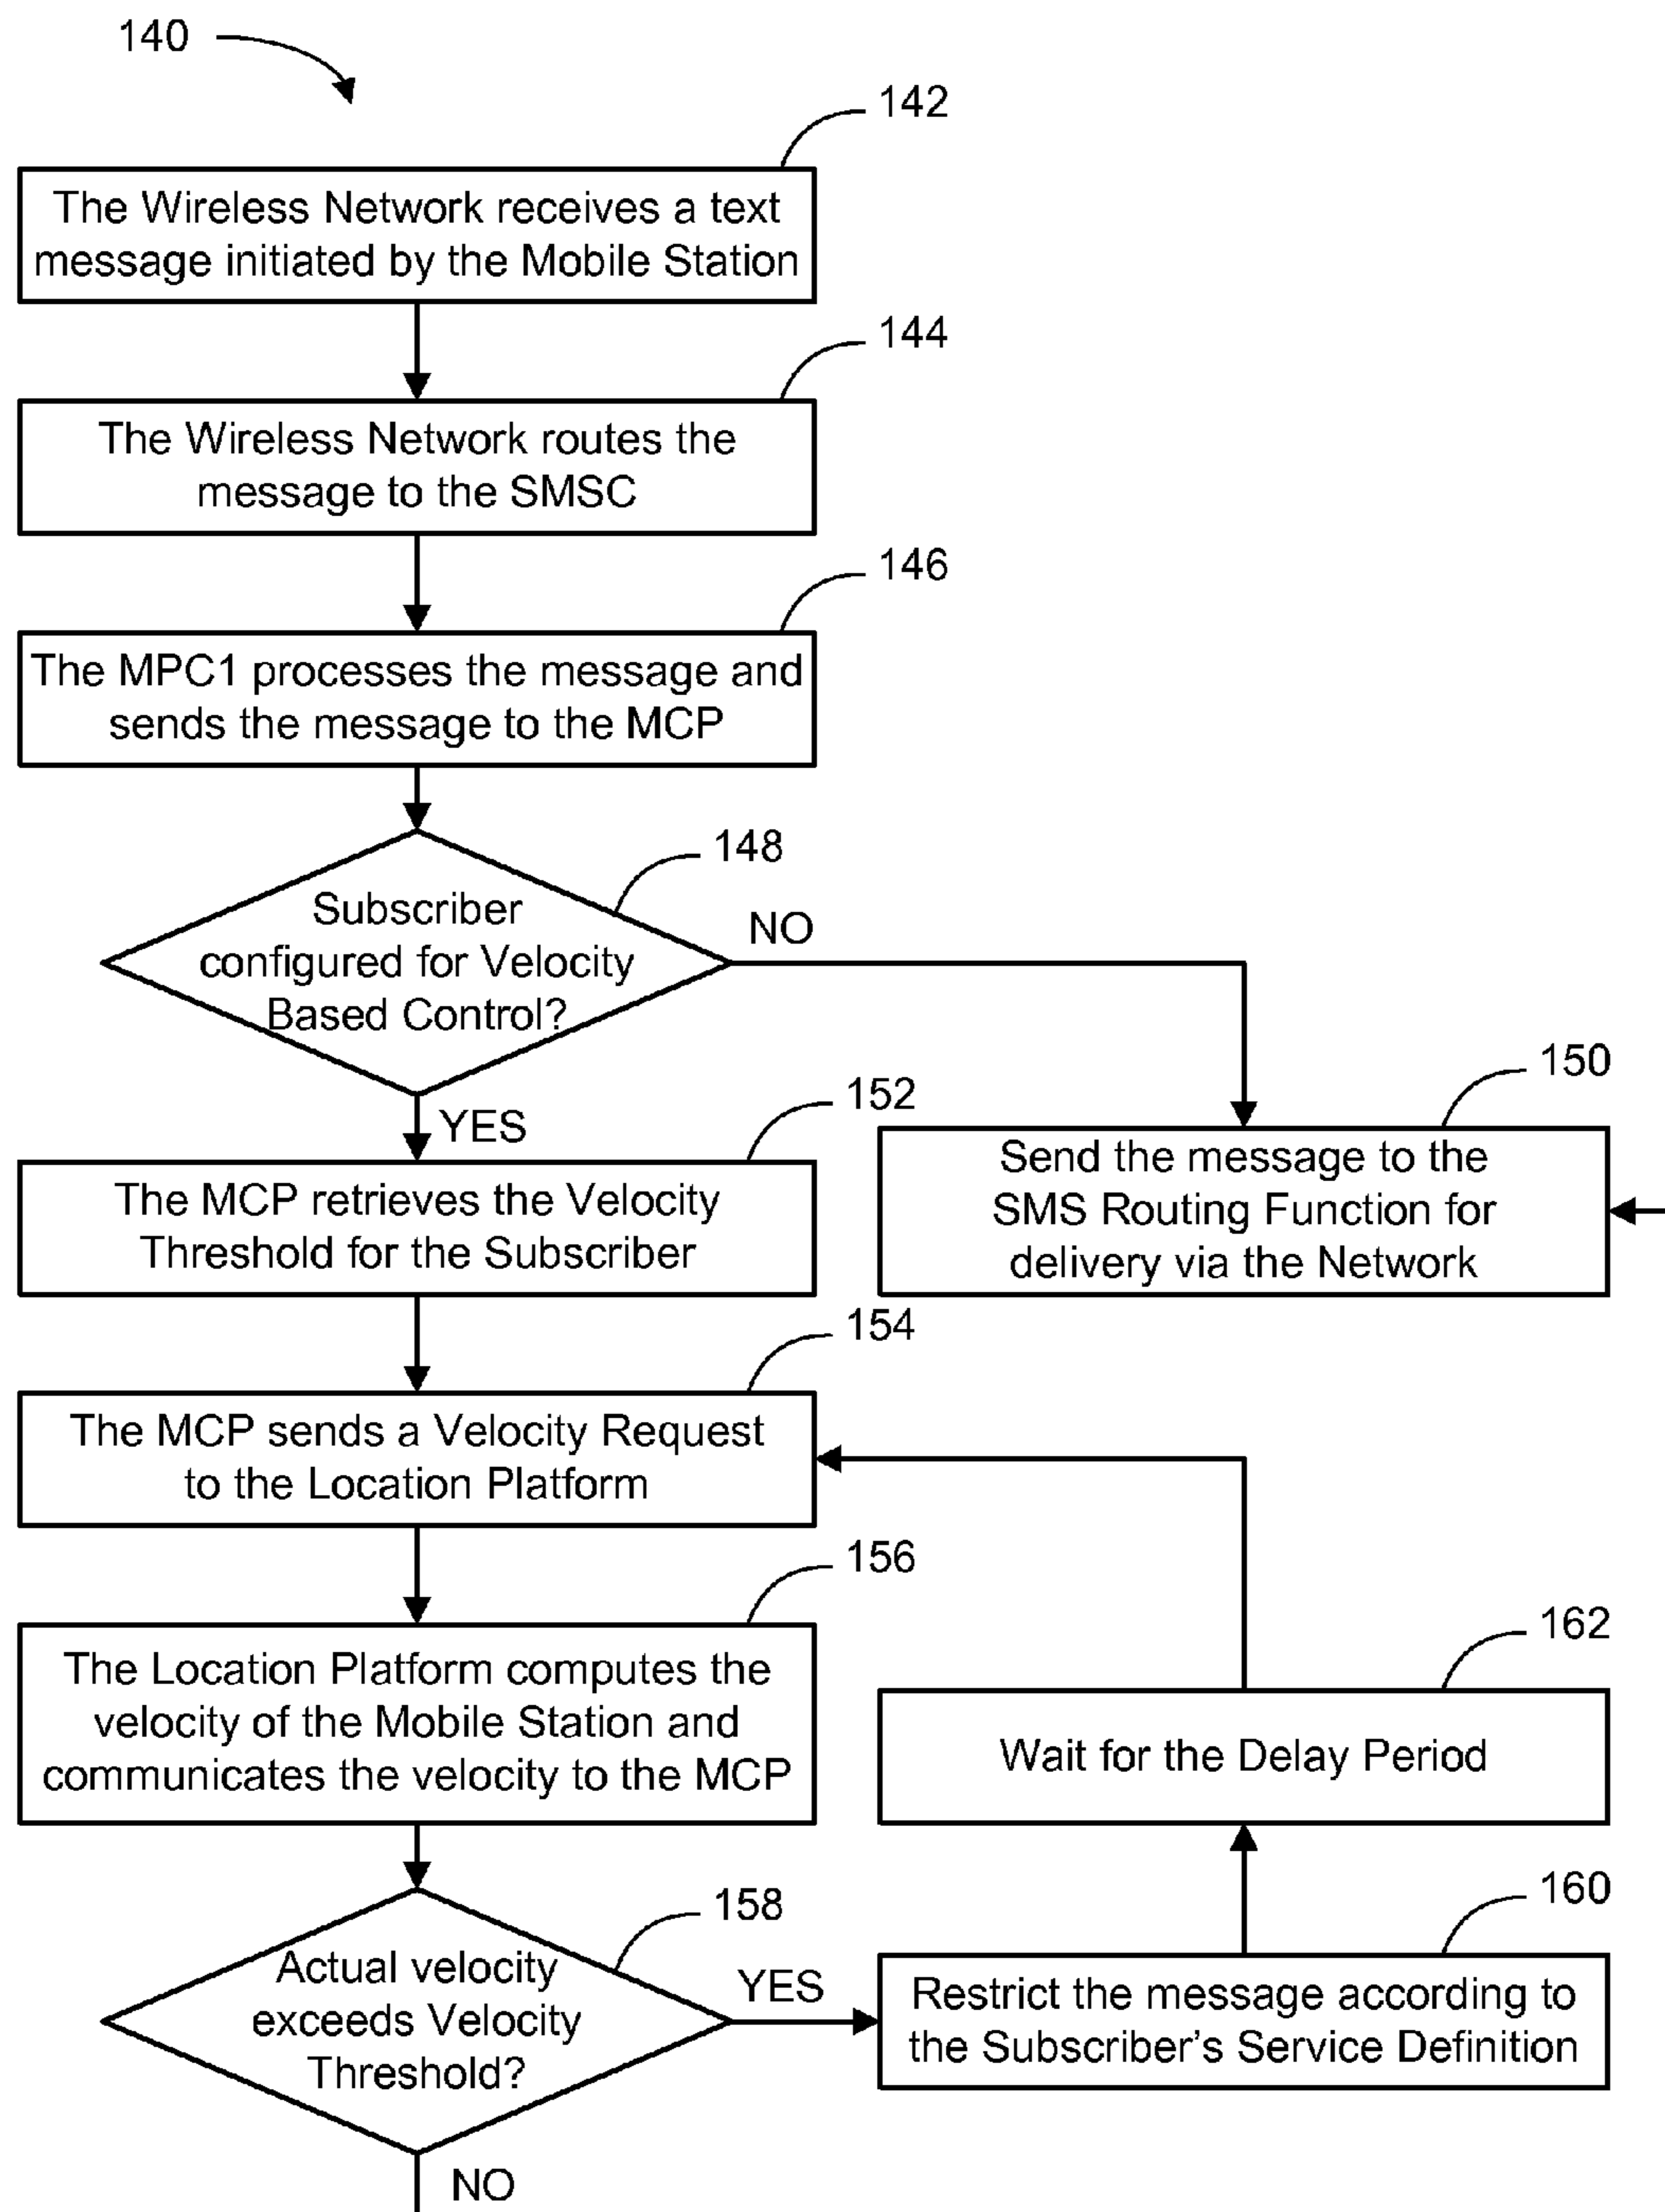 140
142
The Wireless Network receives a text
message initiated by the Mobile Station
144
The Wireless Network routes the
message to the SMSC
146
The MPC1 processes the message and
sends the message to the MCP
148
Subscriber
configured for Velocity
Based Control?
NO
YES
150
Send the message to the
SMS Routing Function for
delivery via the Network
152
The MCP retrieves the Velocity
Threshold for the Subscriber
154
The MCP sends a Velocity Request
to the Location Platform
156
The Location Platform computes the
velocity of the Mobile Station and
communicates the velocity to the MCP
162
Wait for the Delay Period
158
Actual velocity
exceeds Velocity
Threshold?
YES
160
Restrict the message according to
the Subscriber's Service Definition
NO